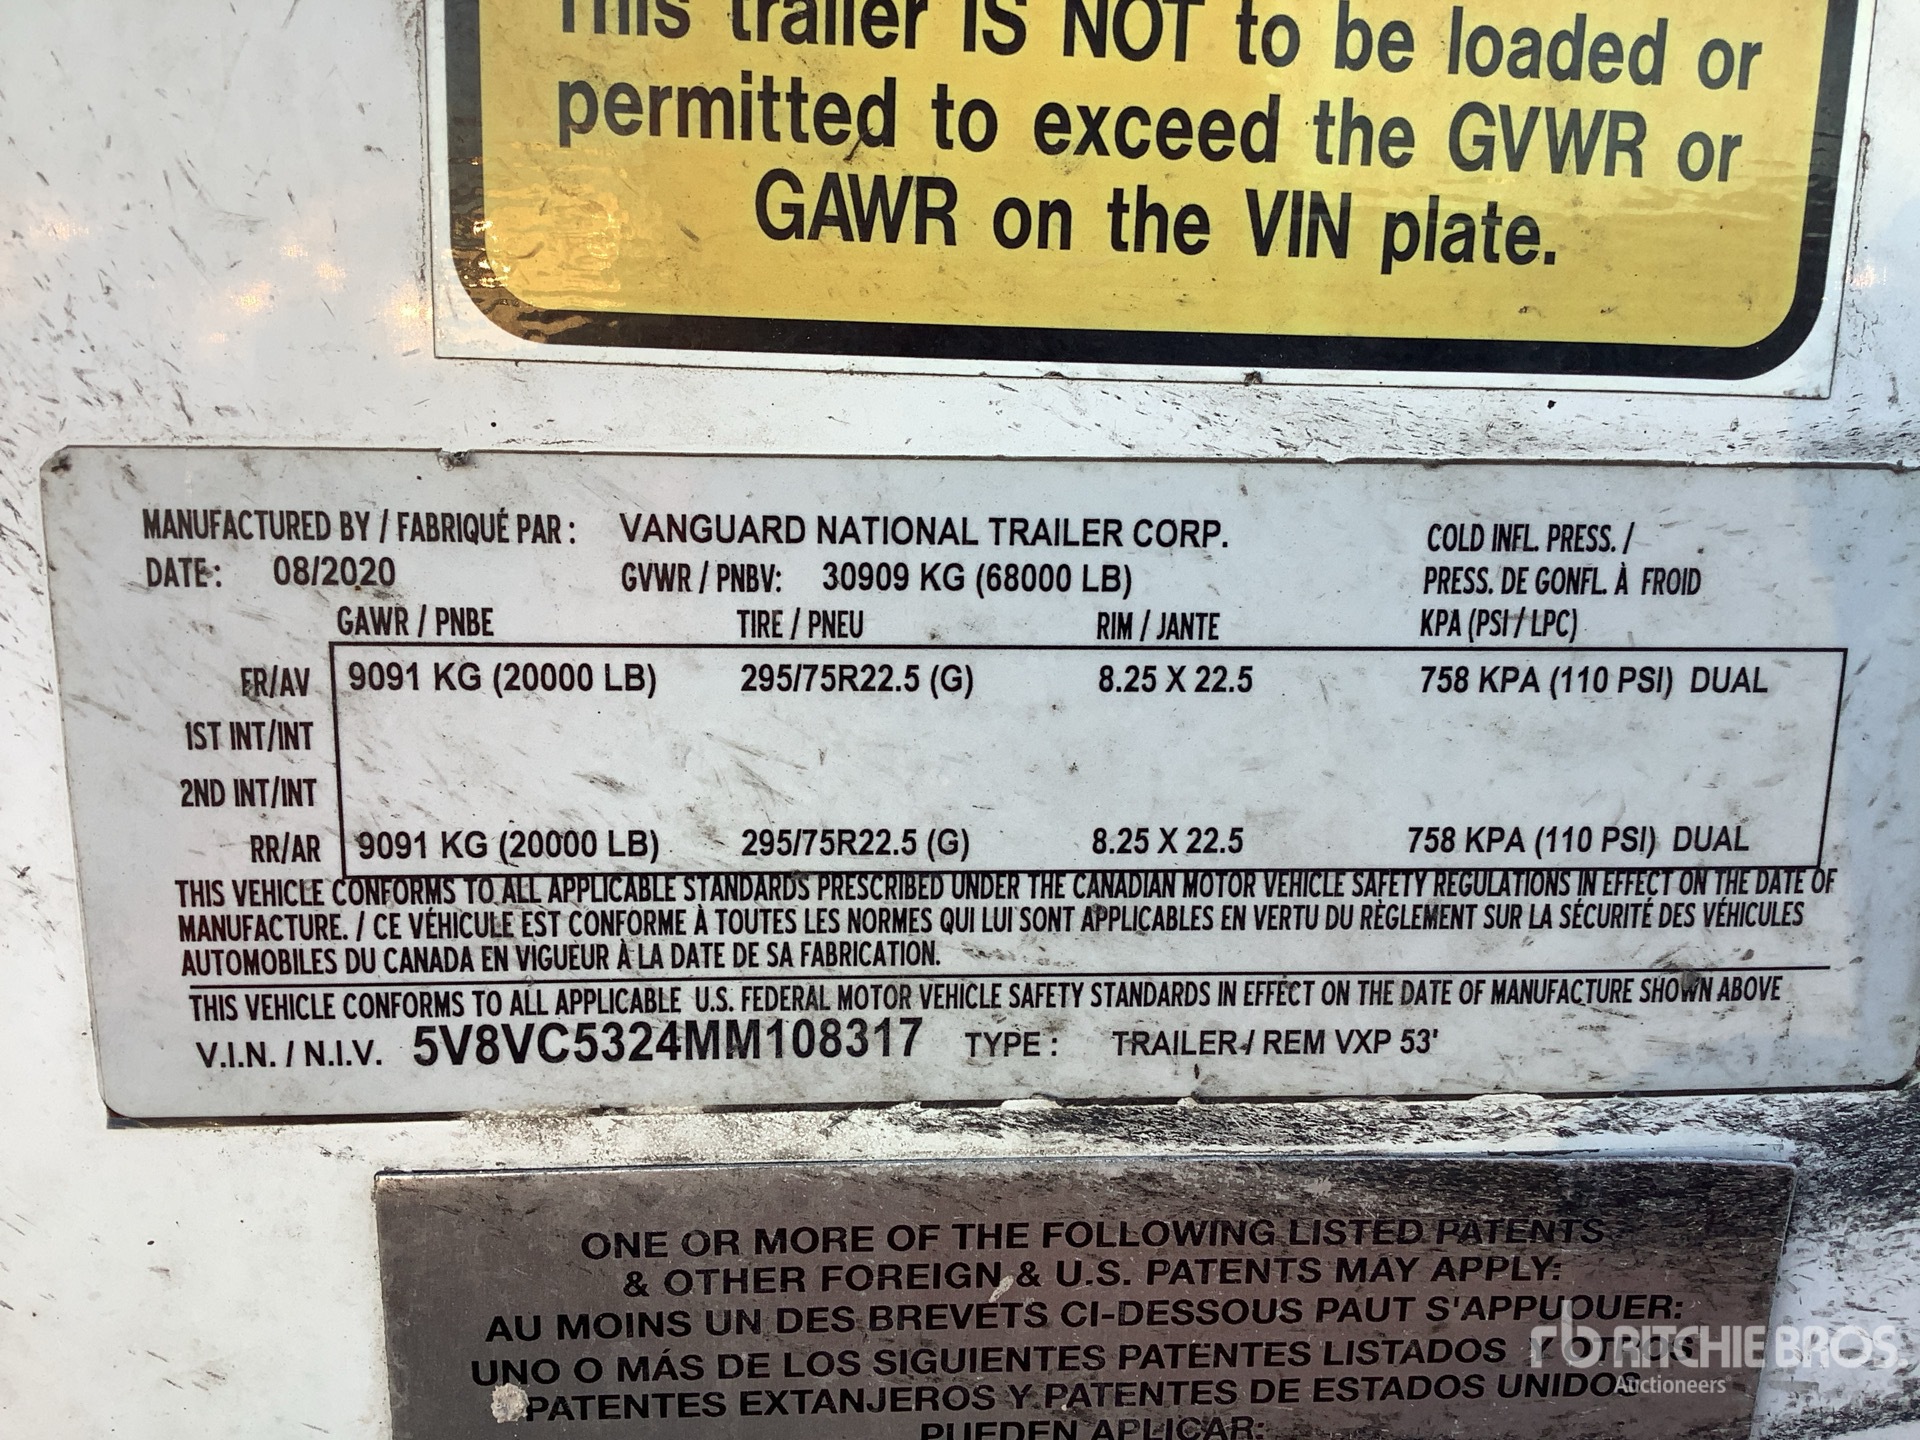 This trailer IS NOT to be loaded or
permitted to exceed the GVWR or
GAWR on the VIN plate.
MANUFACTURED BY / FABRIQUÉ PAR : VANGUARD NATIONAL TRAILER CORP. COLD INFL. PRESS. /
DATE: 08/2020 GVWR / PNBV: 30909 KG (68000 LB) PRESS. DE GONFL. À FROID
GAWR / PNBE TIRE / PNEU RIM / JANTE KPA (PSI / LPC)
FR/AV 9091 KG (20000 LB) 295/75R22.5 (G) 8.25 X 22.5 758 KPA (110 PSI) DUAL
1ST INT/INT
2ND INT/INT
RR/AR 9091 KG (20000 LB) 295/75R22.5 (G) 8.25 X 22.5 758 KPA (110 PSI) DUAL
THIS VEHICLE CONFORMS TO ALL APPLICABLE STANDARDS PRESCRIBED UNDER THE CANADIAN MOTOR VEHICLE SAFETY REGULATIONS IN EFFECT ON THE DATE OF
MANUFACTURE. / CE VÉHICULE EST CONFORME À TOUTES LES NORMES QUI LUI SONT APPLICABLES EN VERTU DU RÈGLEMENT SUR LA SÉCURITÉ DES VÉHICULES
AUTOMOBILES DU CANADA EN VIGUEUR À LA DATE DE SA FABRICATION.
THIS VEHICLE CONFORMS TO ALL APPLICABLE U.S. FEDERAL MOTOR VEHICLE SAFETY STANDARDS IN EFFECT ON THE DATE OF MANUFACTURE SHOWN ABOVE
V.I.N. / N.I.V. 5V8VC5324MM108317 TYPE : TRAILER / REM VXP 53'
ONE OR MORE OF THE FOLLOWING LISTED PATENTS
& OTHER FOREIGN & U.S. PATENTS MAY APPLY:
AU MOINS UN DES BREVETS CI-DESSOUS PAUT S'APPUQUER:
UNO O MÁS DE LOS SIGUIENTES PATENTES LISTADOS Y OTROS
PATENTES EXTANJEROS Y PATENTES DE ESTADOS UNIDOS
PUEDEN APLICAR:
rb RITCHIE BROS.
Auctioneers